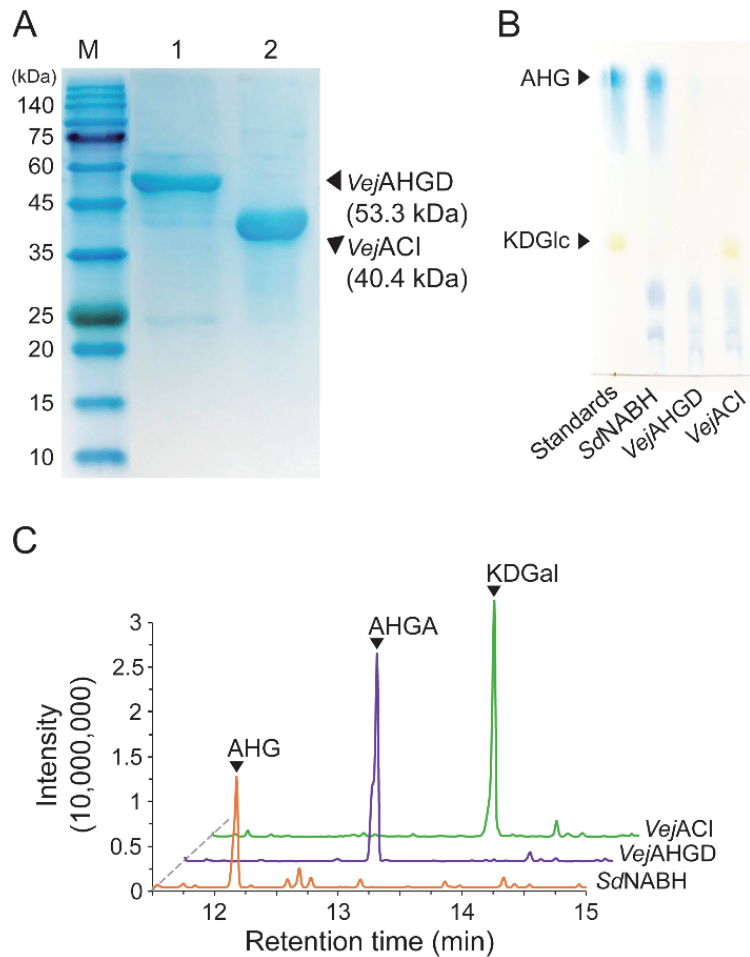 A
M 1 2
(kDa)
140
75
60
45
35
25
20
15
10
VejAHGD
(53.3 kDa)
VejACI
(40.4 kDa)
B
AHG
KDGlc
Standards
SdNABH
VejAHGD
VejACI
C
Intensity
(10,000,000)
3
2.5
2
1.5
1
0.5
0
AHG
AHGA
KDGal
VejACI
VejAHGD
SdNABH
12 13 14 15
Retention time (min)